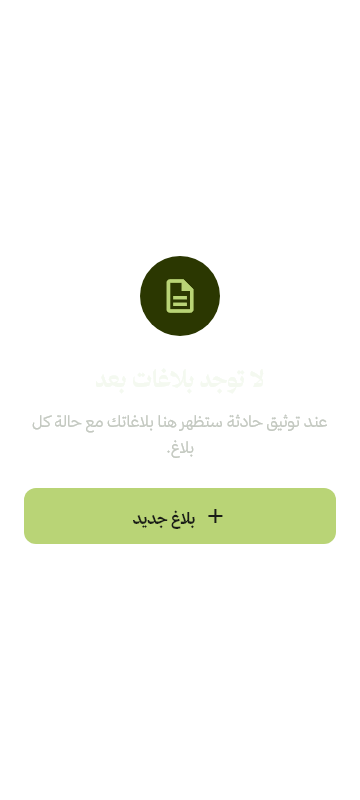 لا توجد بلاغات بعد
عند توثيق حادثة ستظهر هنا بلاغاتك مع حالة كل
بلاغ.
بلاغ جديد